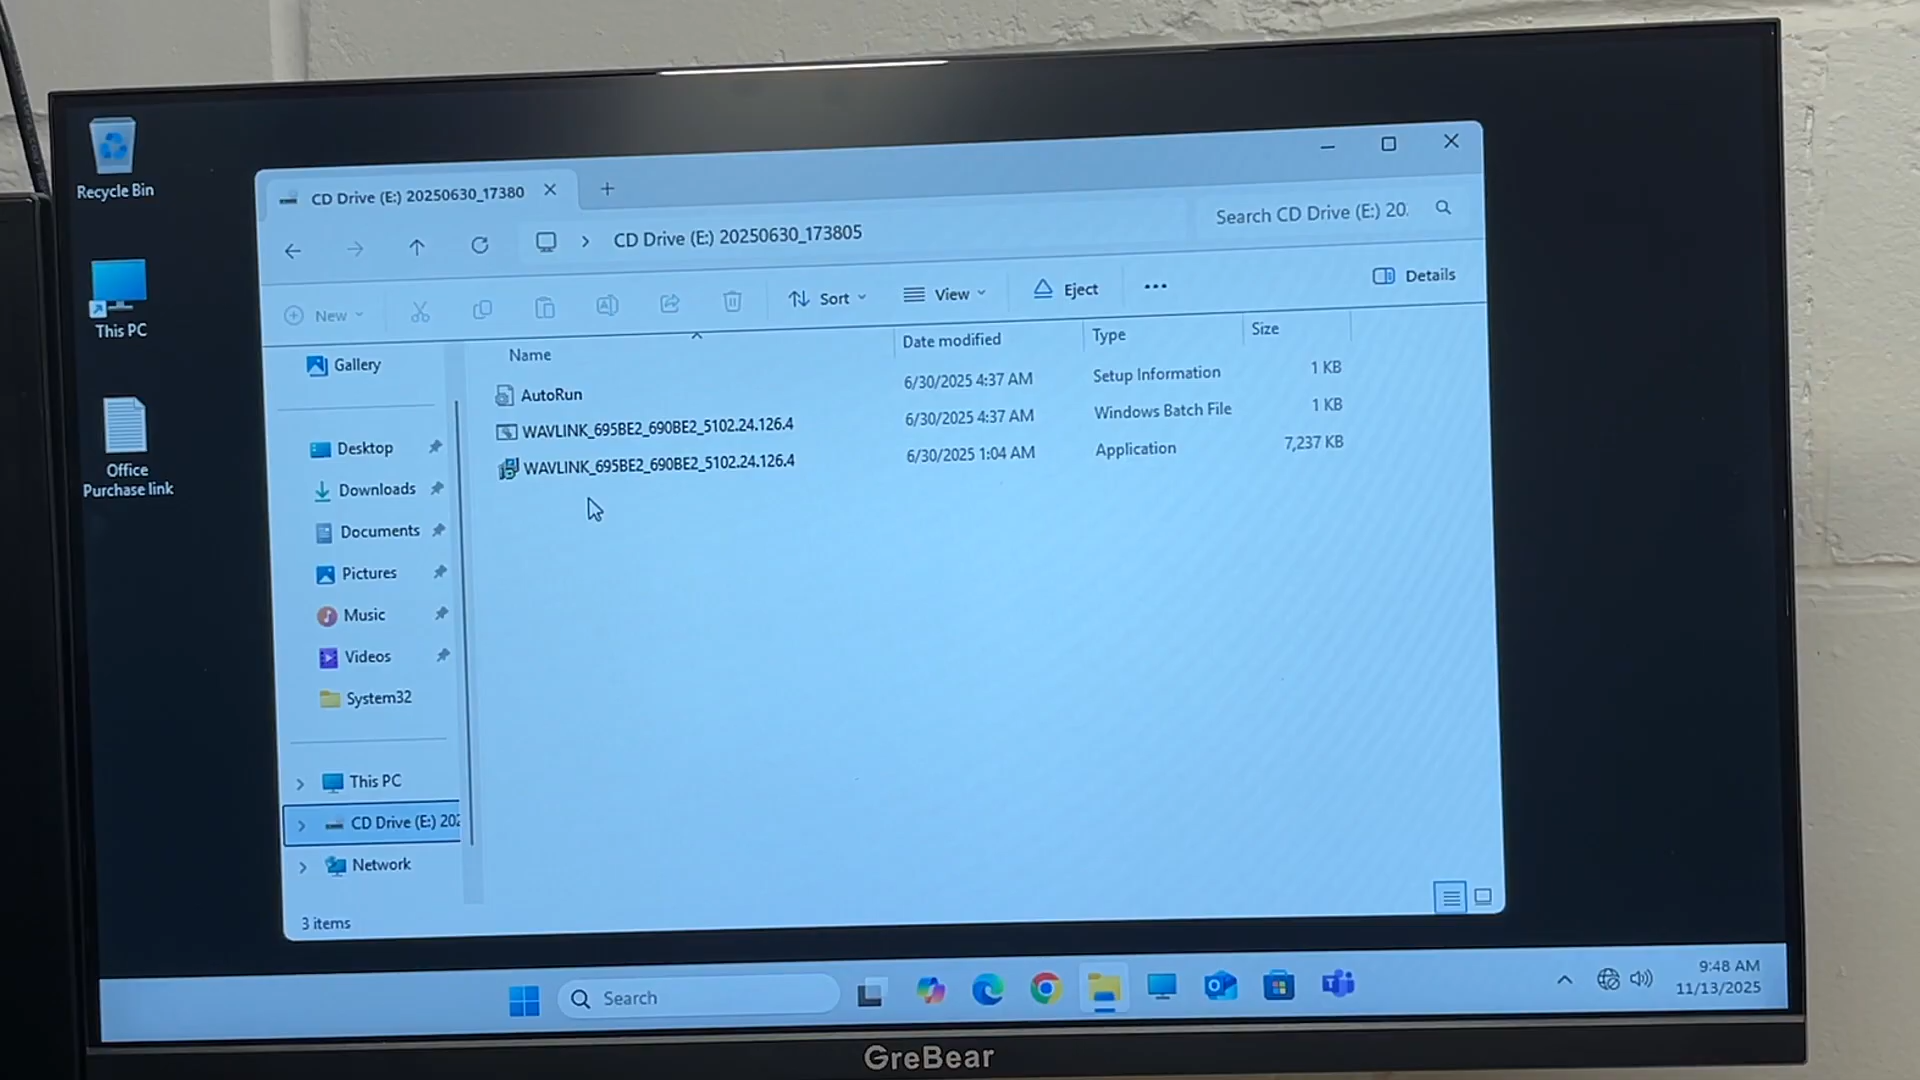 Recycle Bin
This PC
Office
Purchase link
CD Drive (E:) 20250630_17380
CD Drive (E:) 20250630_173805
Search CD Drive (E:) 20
New
Sort
View
Eject
Details
Name
Date modified
Type
Size
AutoRun
6/30/2025 4:37 AM
Setup Information
1 KB
WAVLINK_695BE2_690BE2_5102.24.126.4
6/30/2025 4:37 AM
Windows Batch File
1 KB
WAVLINK_695BE2_690BE2_5102.24.126.4
6/30/2025 1:04 AM
Application
7,237 KB
Gallery
Desktop
Downloads
Documents
Pictures
Music
Videos
System32
This PC
CD Drive (E:) 202
Network
3 items
Search
9:48 AM
11/13/2025
GreBear